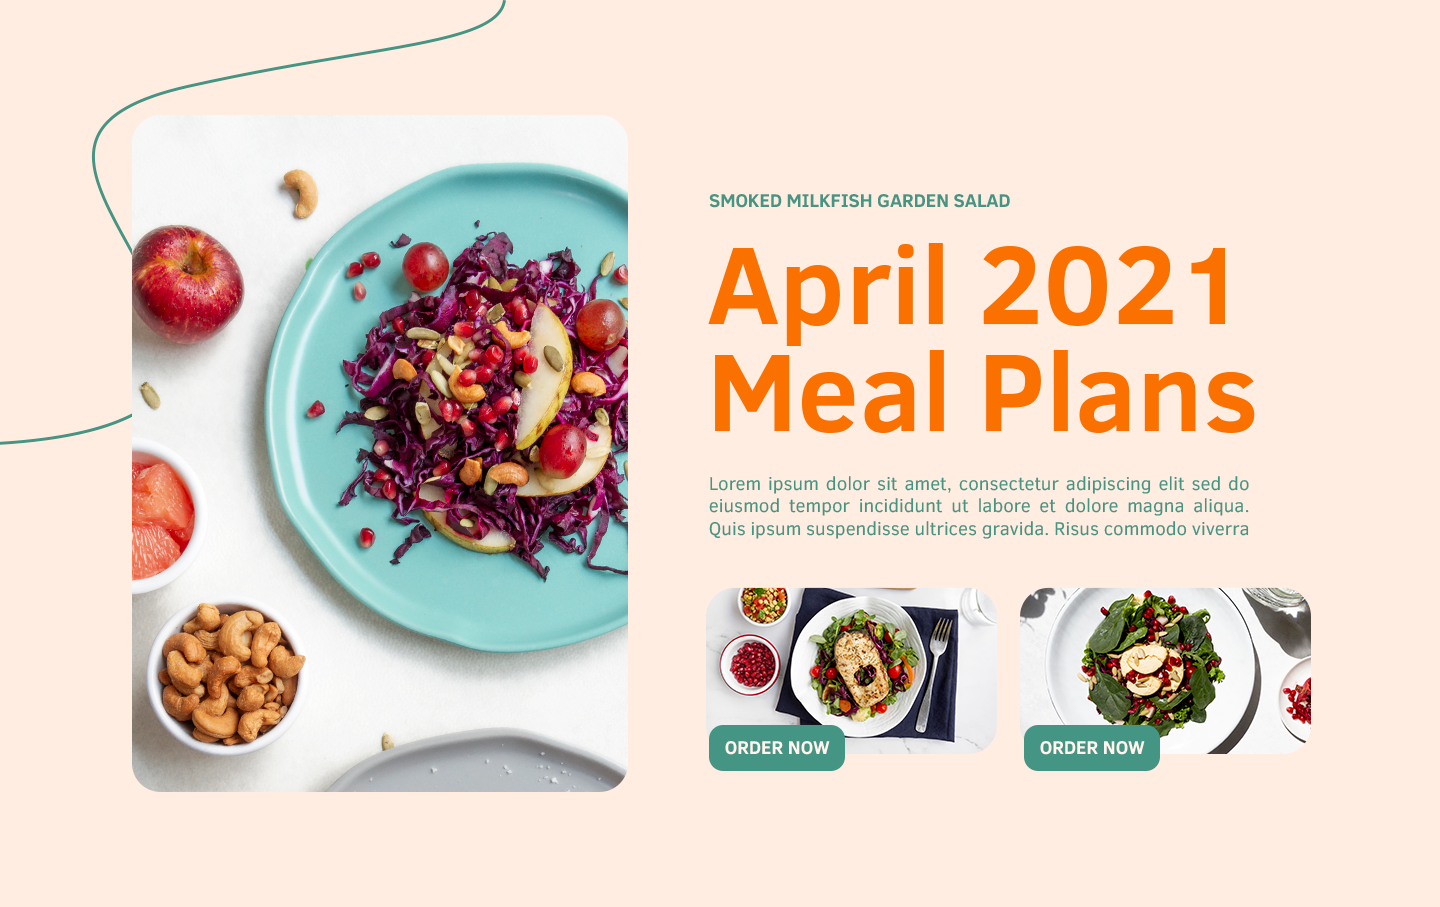 SMOKED MILKFISH GARDEN SALAD
April 2021
Meal Plans
Lorem ipsum dolor sit amet, consectetur adipiscing elit sed do
eiusmod tempor incididunt ut labore et dolore magna aliqua.
Quis ipsum suspendisse ultrices gravida. Risus commodo viverra
ORDER NOW
ORDER NOW